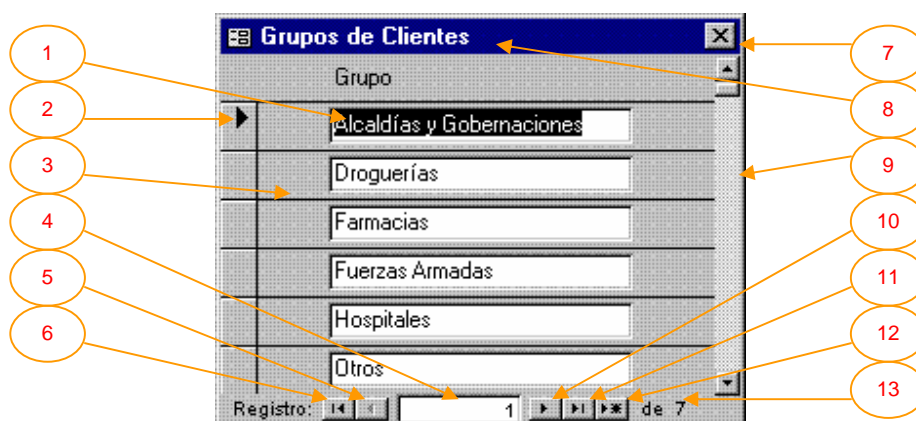 Grupos de Clientes
Grupo
Alcaldías y Gobernaciones
Droguerías
Farmacias
Fuerzas Armadas
Hospitales
Otros
Registro: 1 de 7
1
2
3
4
5
6
7
8
9
10
11
12
13